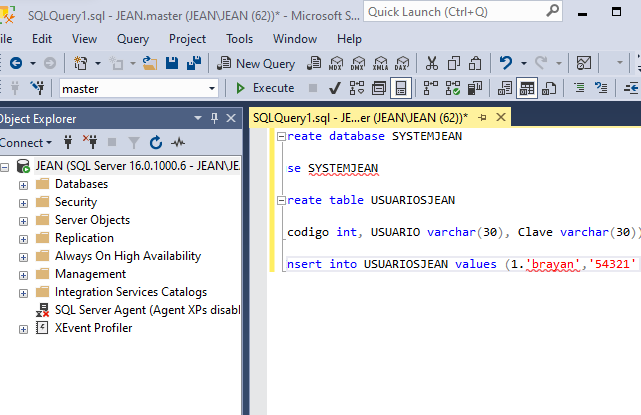 SQLQuery1.sql - JEAN.master (JEAN\JEAN (62))* - Microsoft S...
Quick Launch (Ctrl+Q)
ile Edit View Query Project Tools Window Help
New Query MDX DMX XMLA DAX
master Execute
Object Explorer
Connect
JEAN (SQL Server 16.0.1000.6 - JEAN\JE
Databases
Security
Server Objects
Replication
Always On High Availability
Management
Integration Services Catalogs
SQL Server Agent (Agent XPs disabl
XEvent Profiler
SQLQuery1.sql - JE...er (JEAN\JEAN (62))*
reate database SYSTEMJEAN
se SYSTEMJEAN
reate table USUARIOSJEAN
codigo int, USUARIO varchar(30), Clave varchar(30))
nsert into USUARIOSJEAN values (1.'brayan','54321'